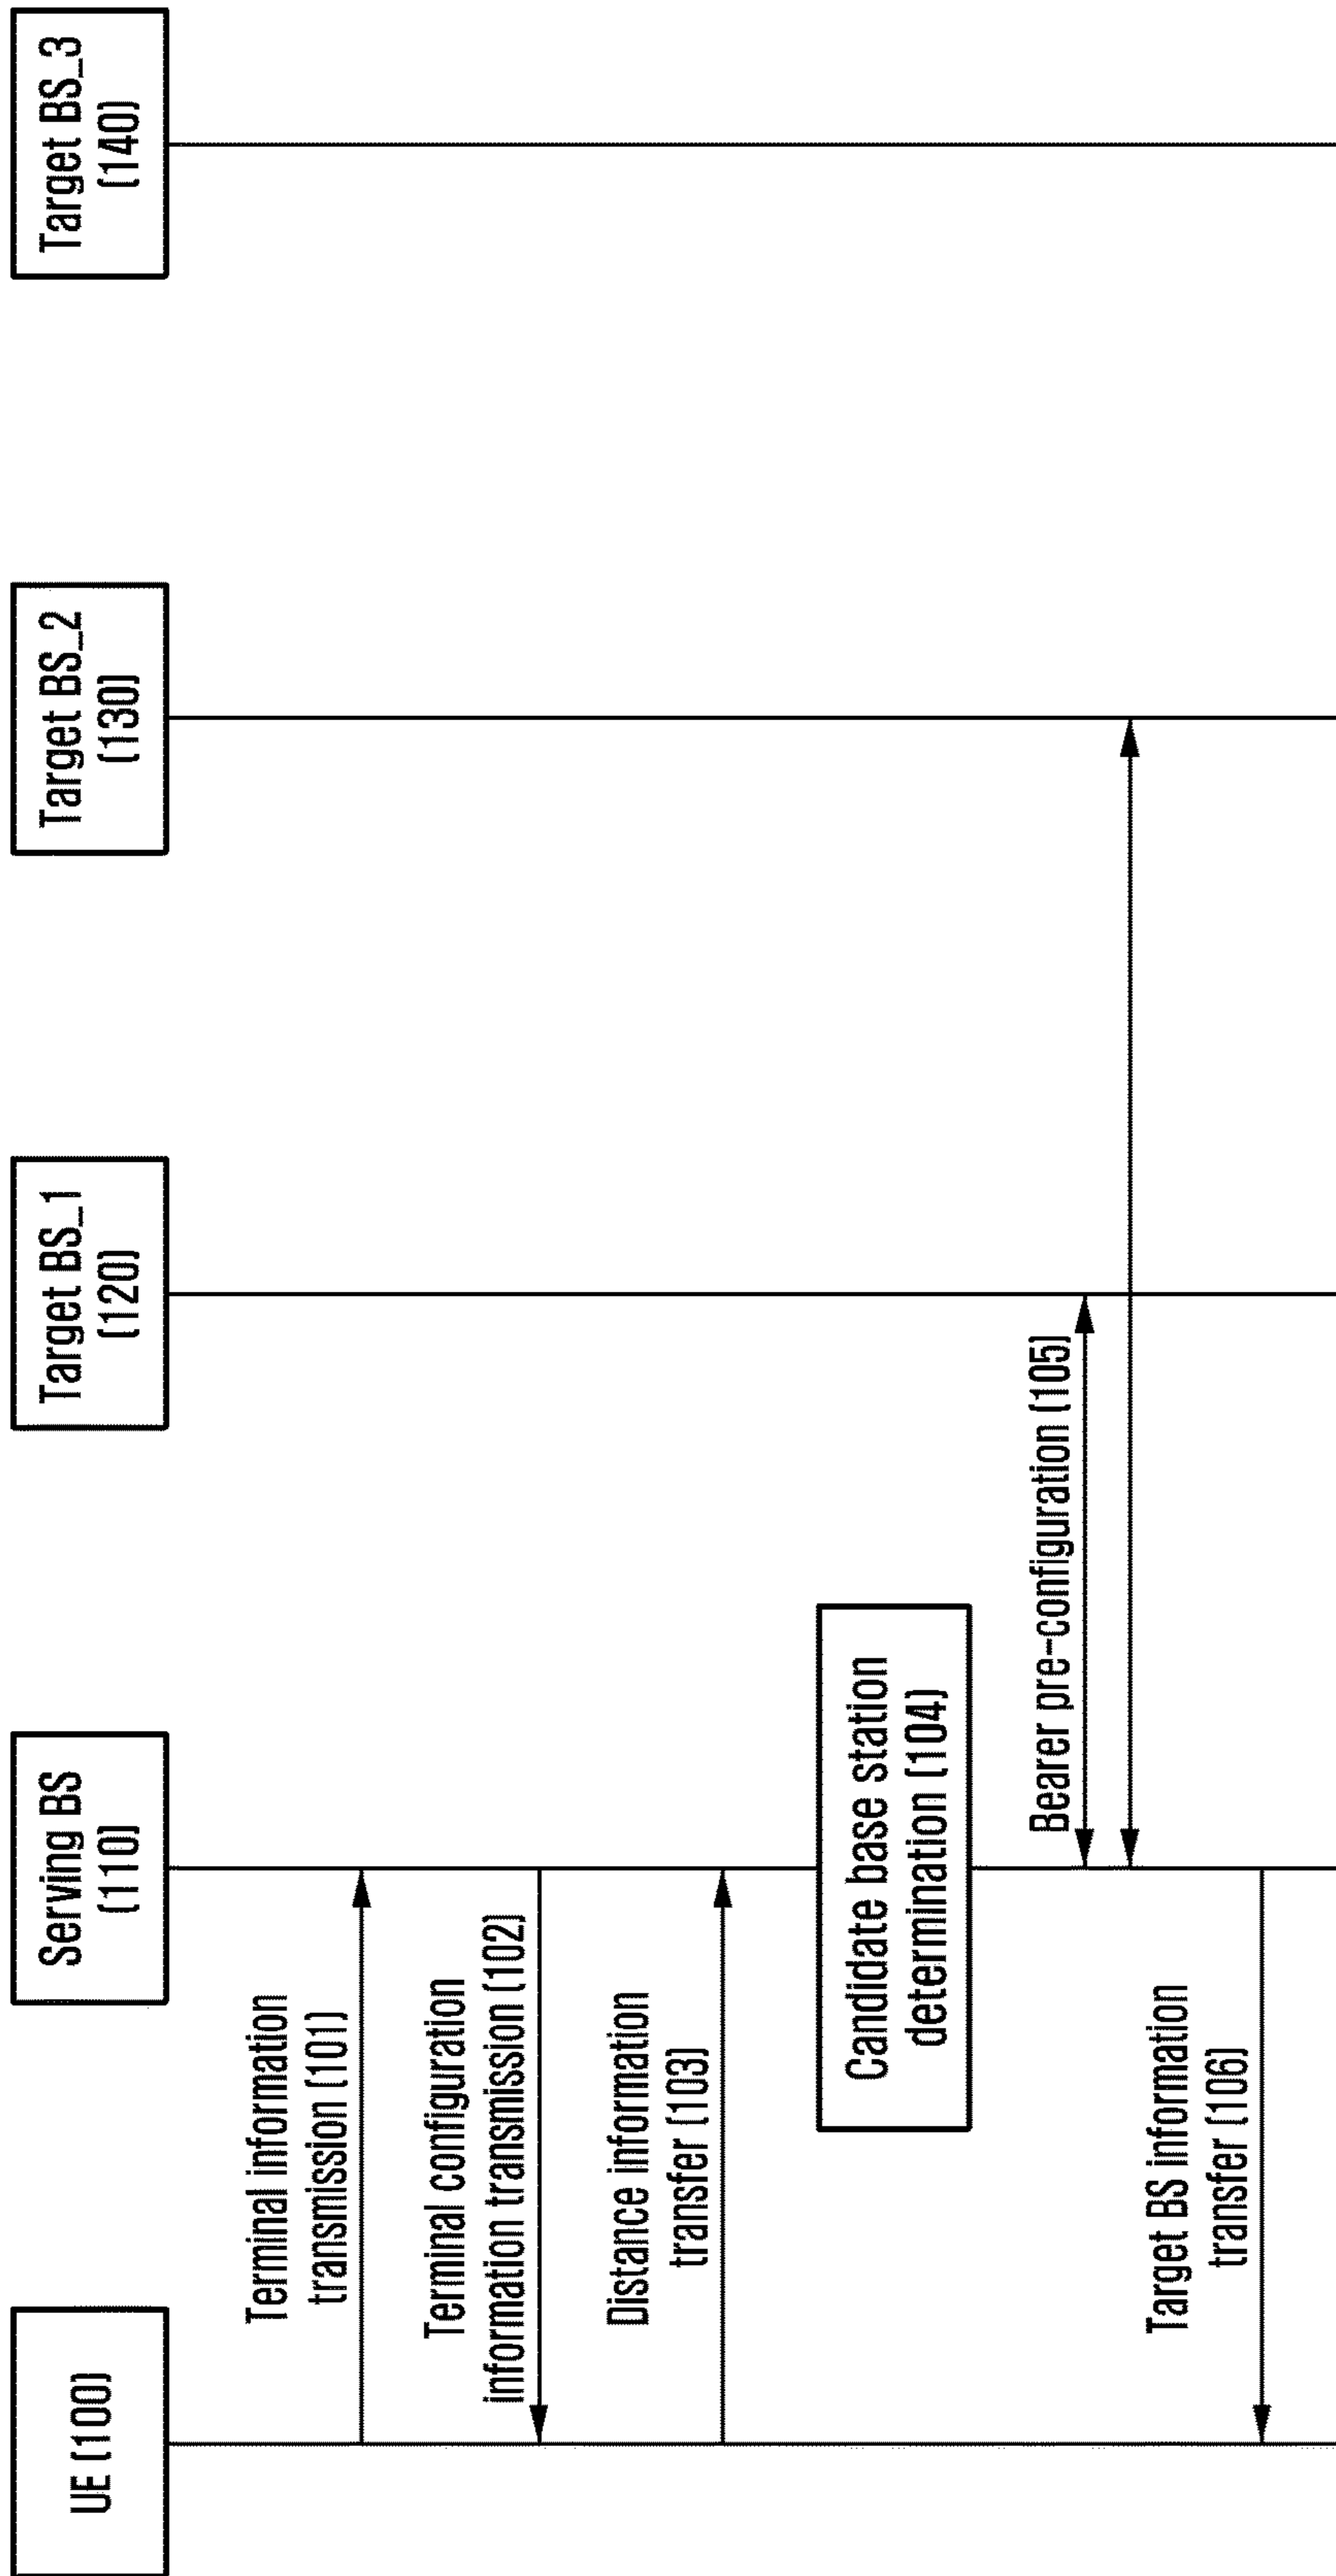 UE (100)
Serving BS
(110)
Target BS_1
(120)
Target BS_2
(130)
Target BS_3
(140)
Terminal information
transmission (101)
Terminal configuration
information transmission (102)
Distance information
transfer (103)
Candidate base station
determination (104)
Bearer pre-configuration (105)
Target BS information
transfer (106)